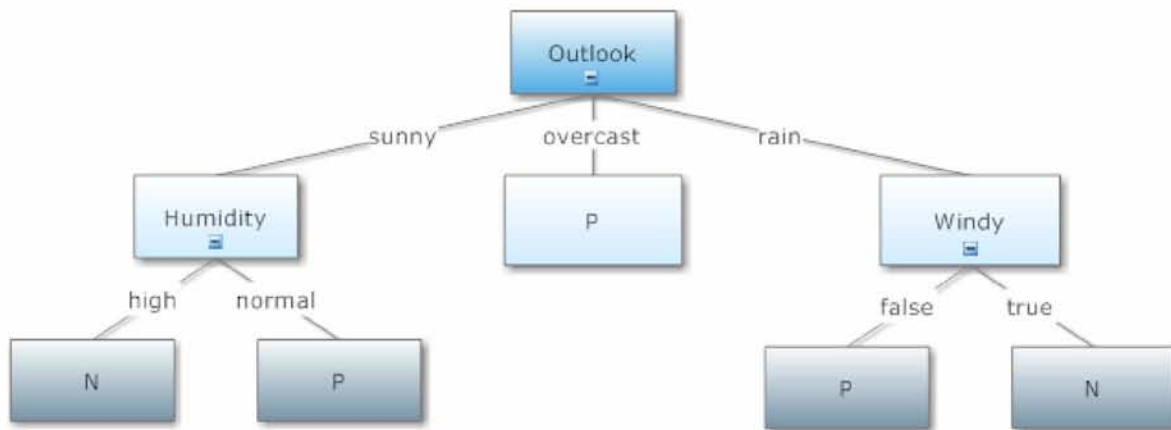 Outlook
sunny overcast rain
Humidity P Windy
high normal false true
N P P N